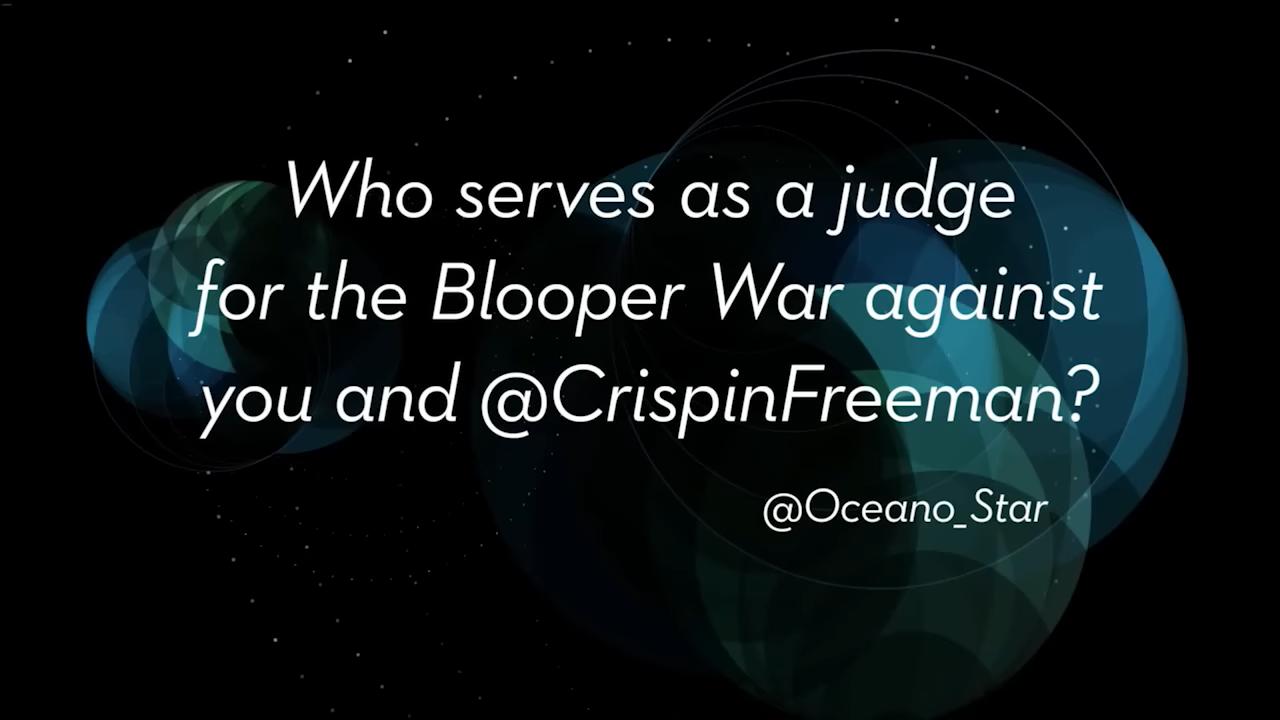 Who serves as a judge
for the Blooper War against
you and @CrispinFreeman?
@Oceano_Star